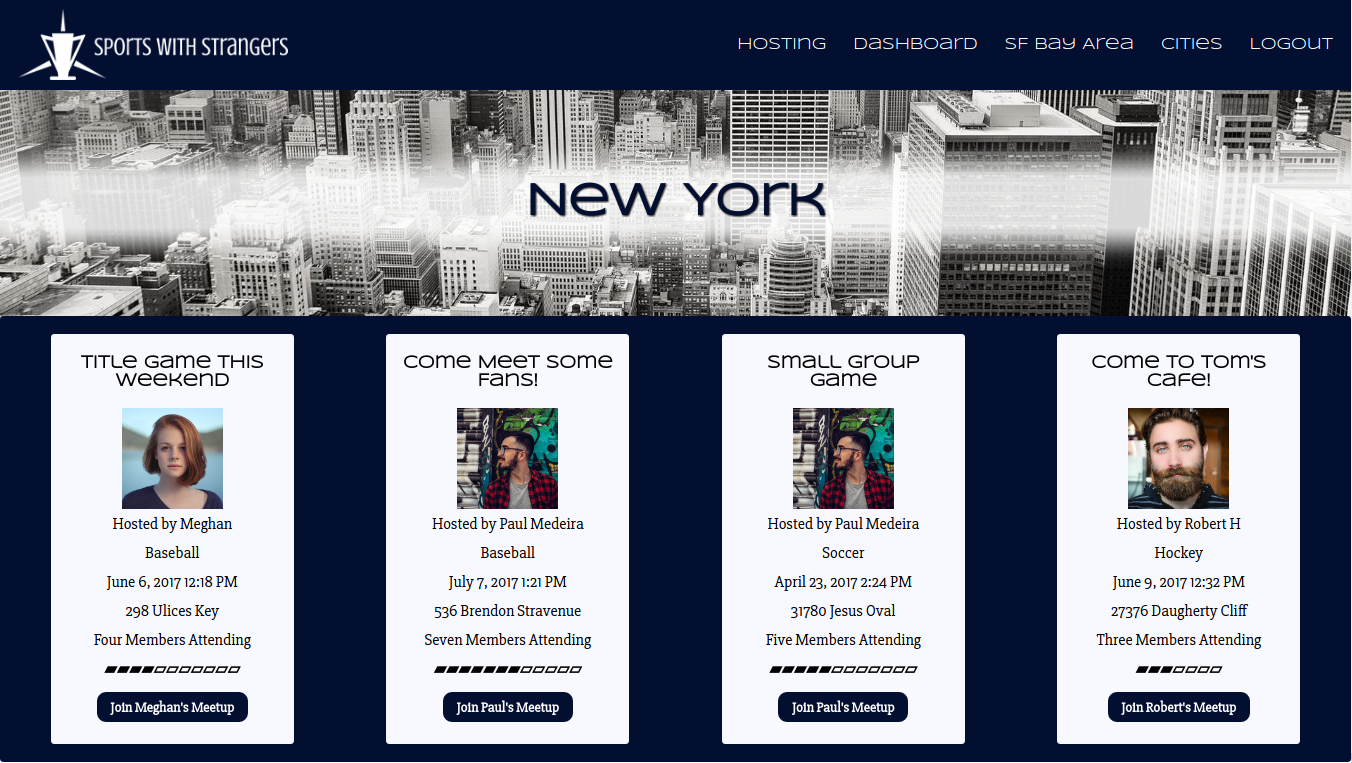 SPORTS WITH STRANGERS
Hosting Dashboard SF Bay Area Cities Logout
New York
Title Game This
Weekend
Hosted by Meghan
Baseball
June 6, 2017 12:18 PM
298 Ulices Key
Four Members Attending
Join Meghan's Meetup
Come Meet Some
Fans!
Hosted by Paul Medeira
Baseball
July 7, 2017 1:21 PM
536 Brendon Stravenue
Seven Members Attending
Join Paul's Meetup
Small Group
Game
Hosted by Paul Medeira
Soccer
April 23, 2017 2:24 PM
31780 Jesus Oval
Five Members Attending
Join Paul's Meetup
Come to Tom's
Cafe!
Hosted by Robert H
Hockey
June 9, 2017 12:32 PM
27376 Daugherty Cliff
Three Members Attending
Join Robert's Meetup